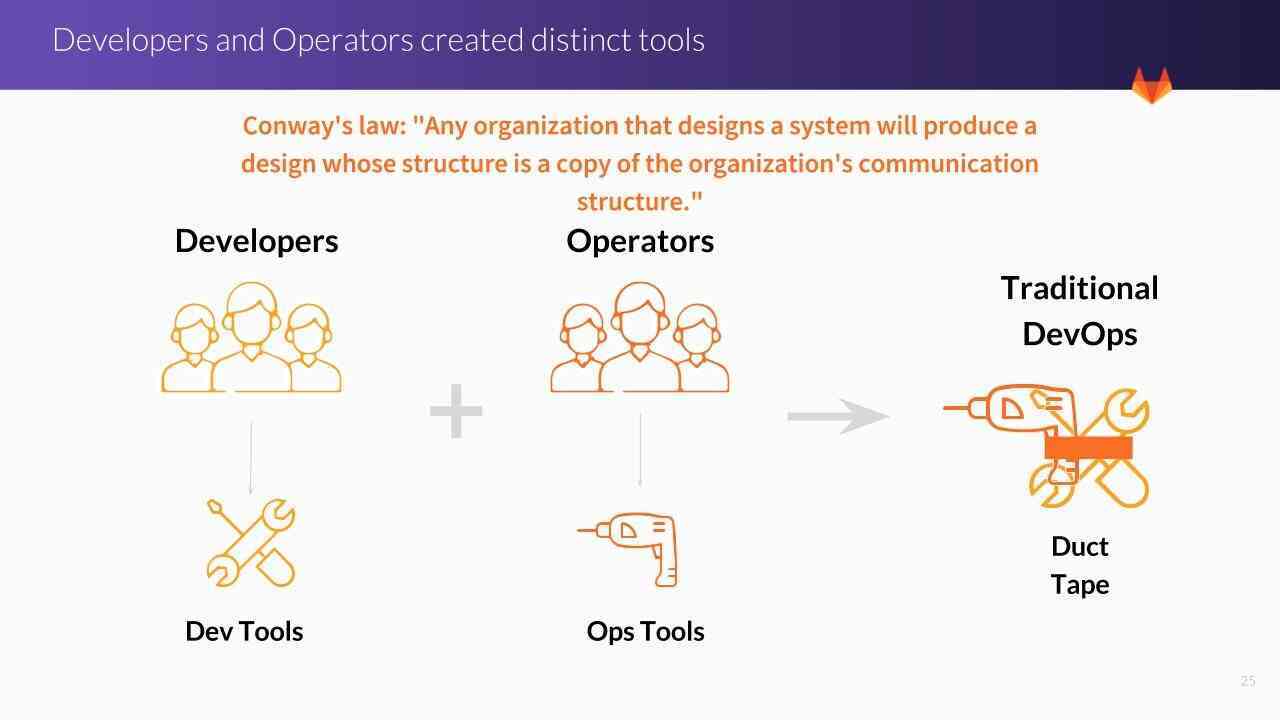 Developers and Operators created distinct tools
Conway's law: "Any organization that designs a system will produce a
design whose structure is a copy of the organization's communication
structure."
Developers
Operators
Traditional
DevOps
Duct
Tape
Dev Tools
Ops Tools
25